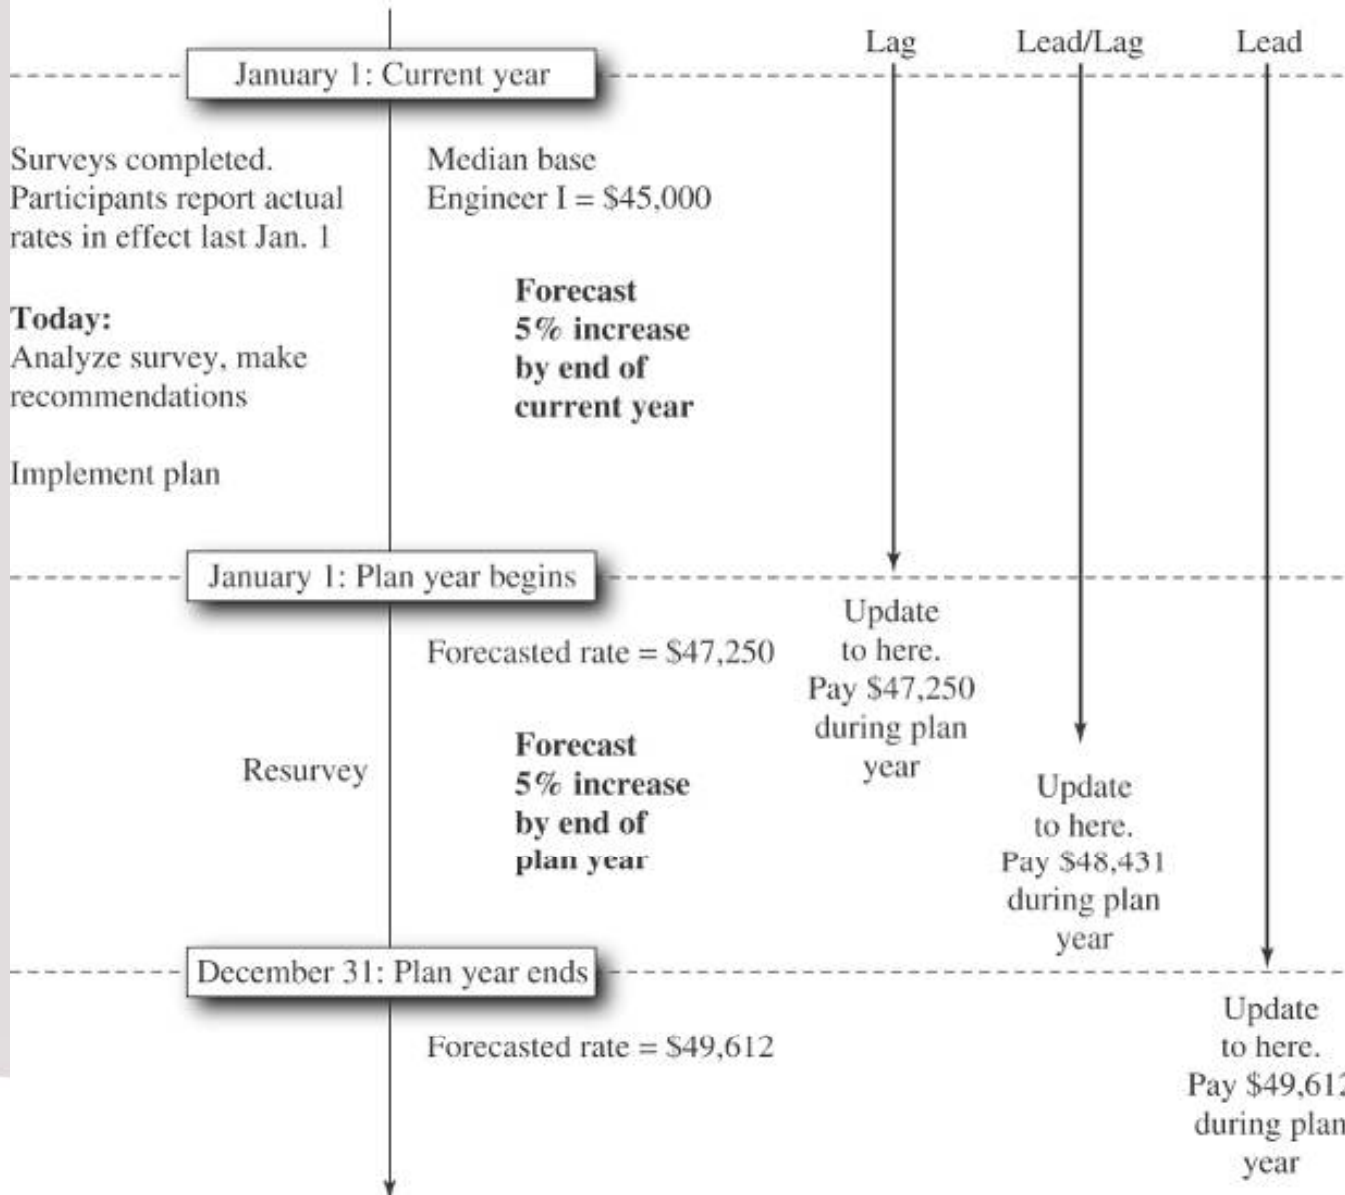 Lag
Lead/Lag
Lead
January 1: Current year
Surveys completed.
Participants report actual
rates in effect last Jan. 1
Median base
Engineer I = $45,000
Today:
Analyze survey, make
recommendations
Forecast
5% increase
by end of
current year
Implement plan
January 1: Plan year begins
Forecasted rate = $47,250
Update
to here.
Pay $47,250
during plan
year
Resurvey
Forecast
5% increase
by end of
plan year
Update
to here.
Pay $48,431
during plan
year
December 31: Plan year ends
Forecasted rate = $49,612
Update
to here.
Pay $49,612
during plan
year